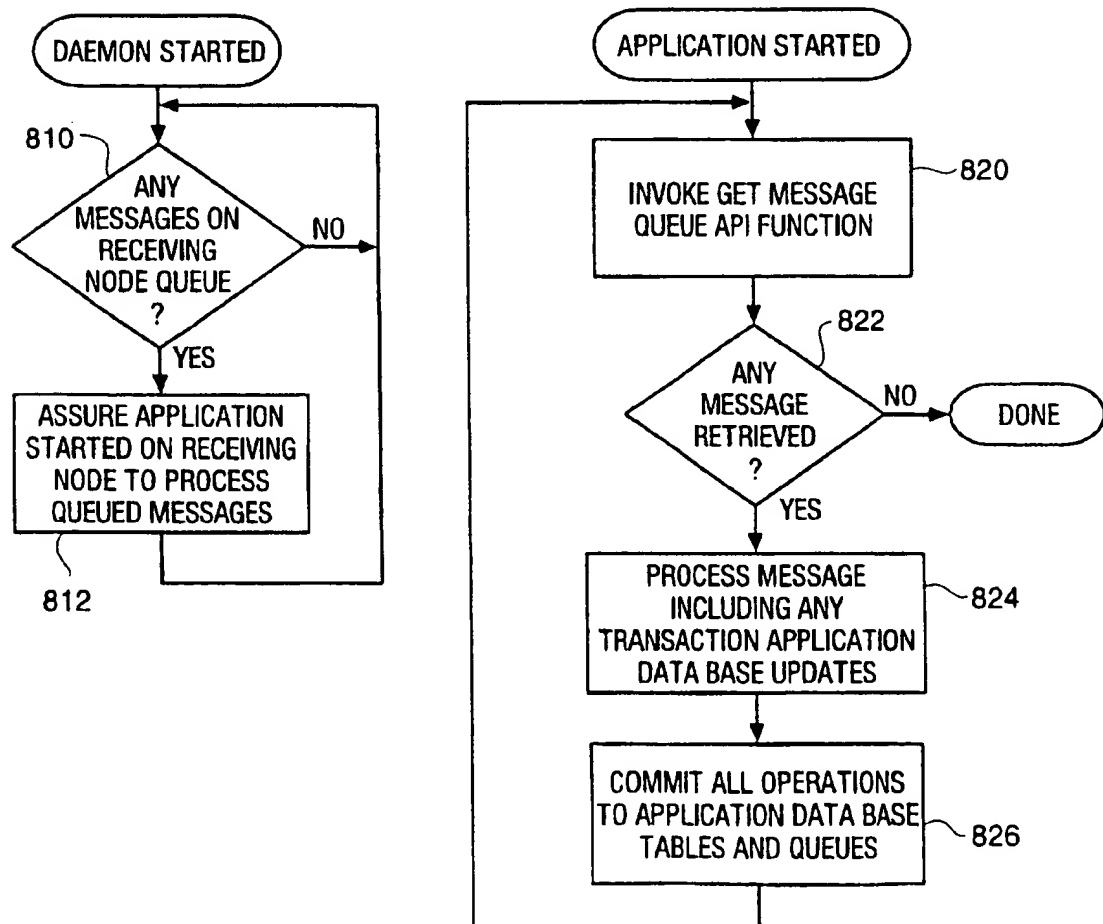 DAEMON STARTED
810
ANY
MESSAGES ON
RECEIVING
NODE QUEUE
?
NO
YES
ASSURE APPLICATION
STARTED ON RECEIVING
NODE TO PROCESS
QUEUED MESSAGES
812
APPLICATION STARTED
820
INVOKE GET MESSAGE
QUEUE API FUNCTION
822
ANY
MESSAGE
RETRIEVED
?
NO
DONE
YES
PROCESS MESSAGE
INCLUDING ANY
TRANSACTION APPLICATION
DATA BASE UPDATES
824
COMMIT ALL OPERATIONS
TO APPLICATION DATA BASE
TABLES AND QUEUES
826